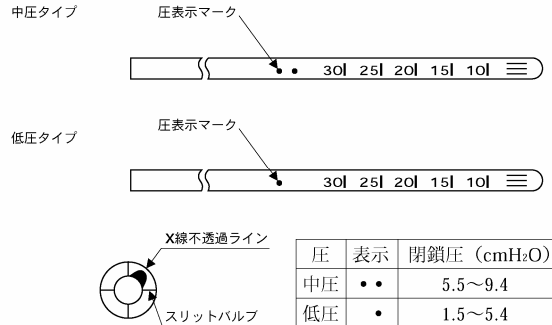 中圧タイプ
圧表示マーク
30 25 20 15 10
低圧タイプ
圧表示マーク
30 25 20 15 10
X線不透過ライン
スリットバルブ
圧 表示 閉鎖圧（cmH₂O）
中圧 •• 5.5〜9.4
低圧 • 1.5〜5.4